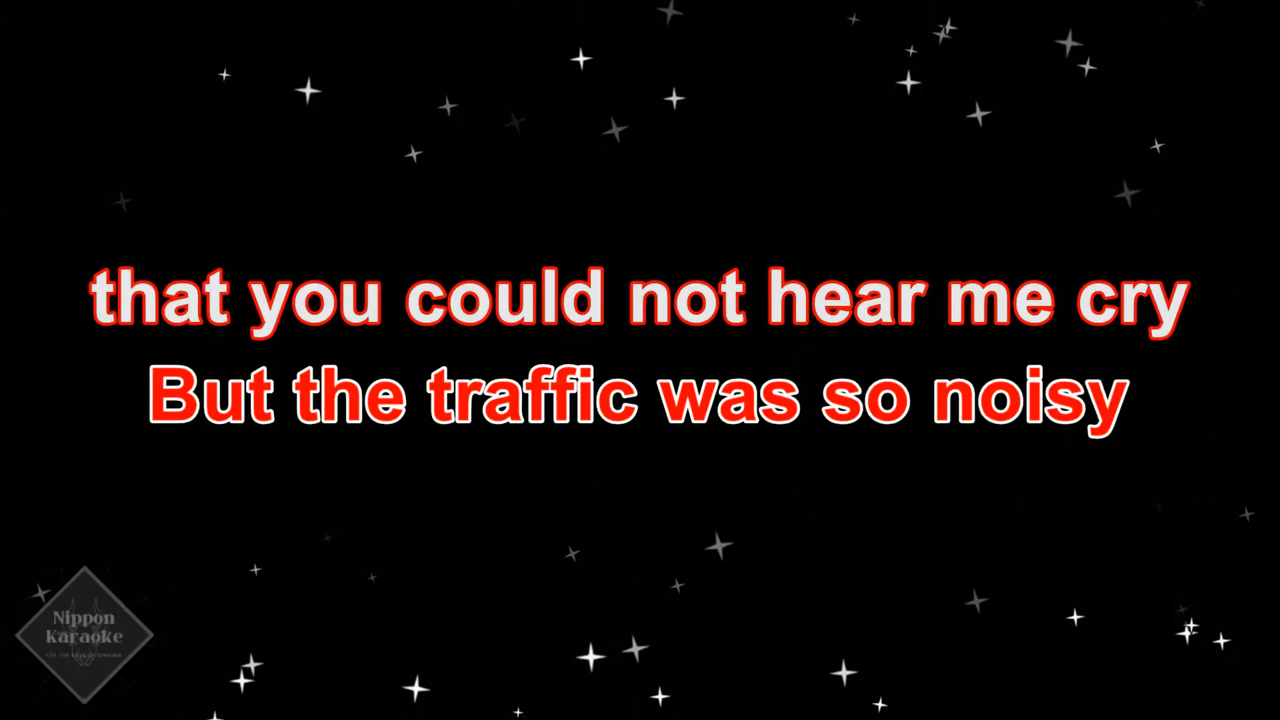 that you could not hear me cry
But the traffic was so noisy
Nippon
Karaoke